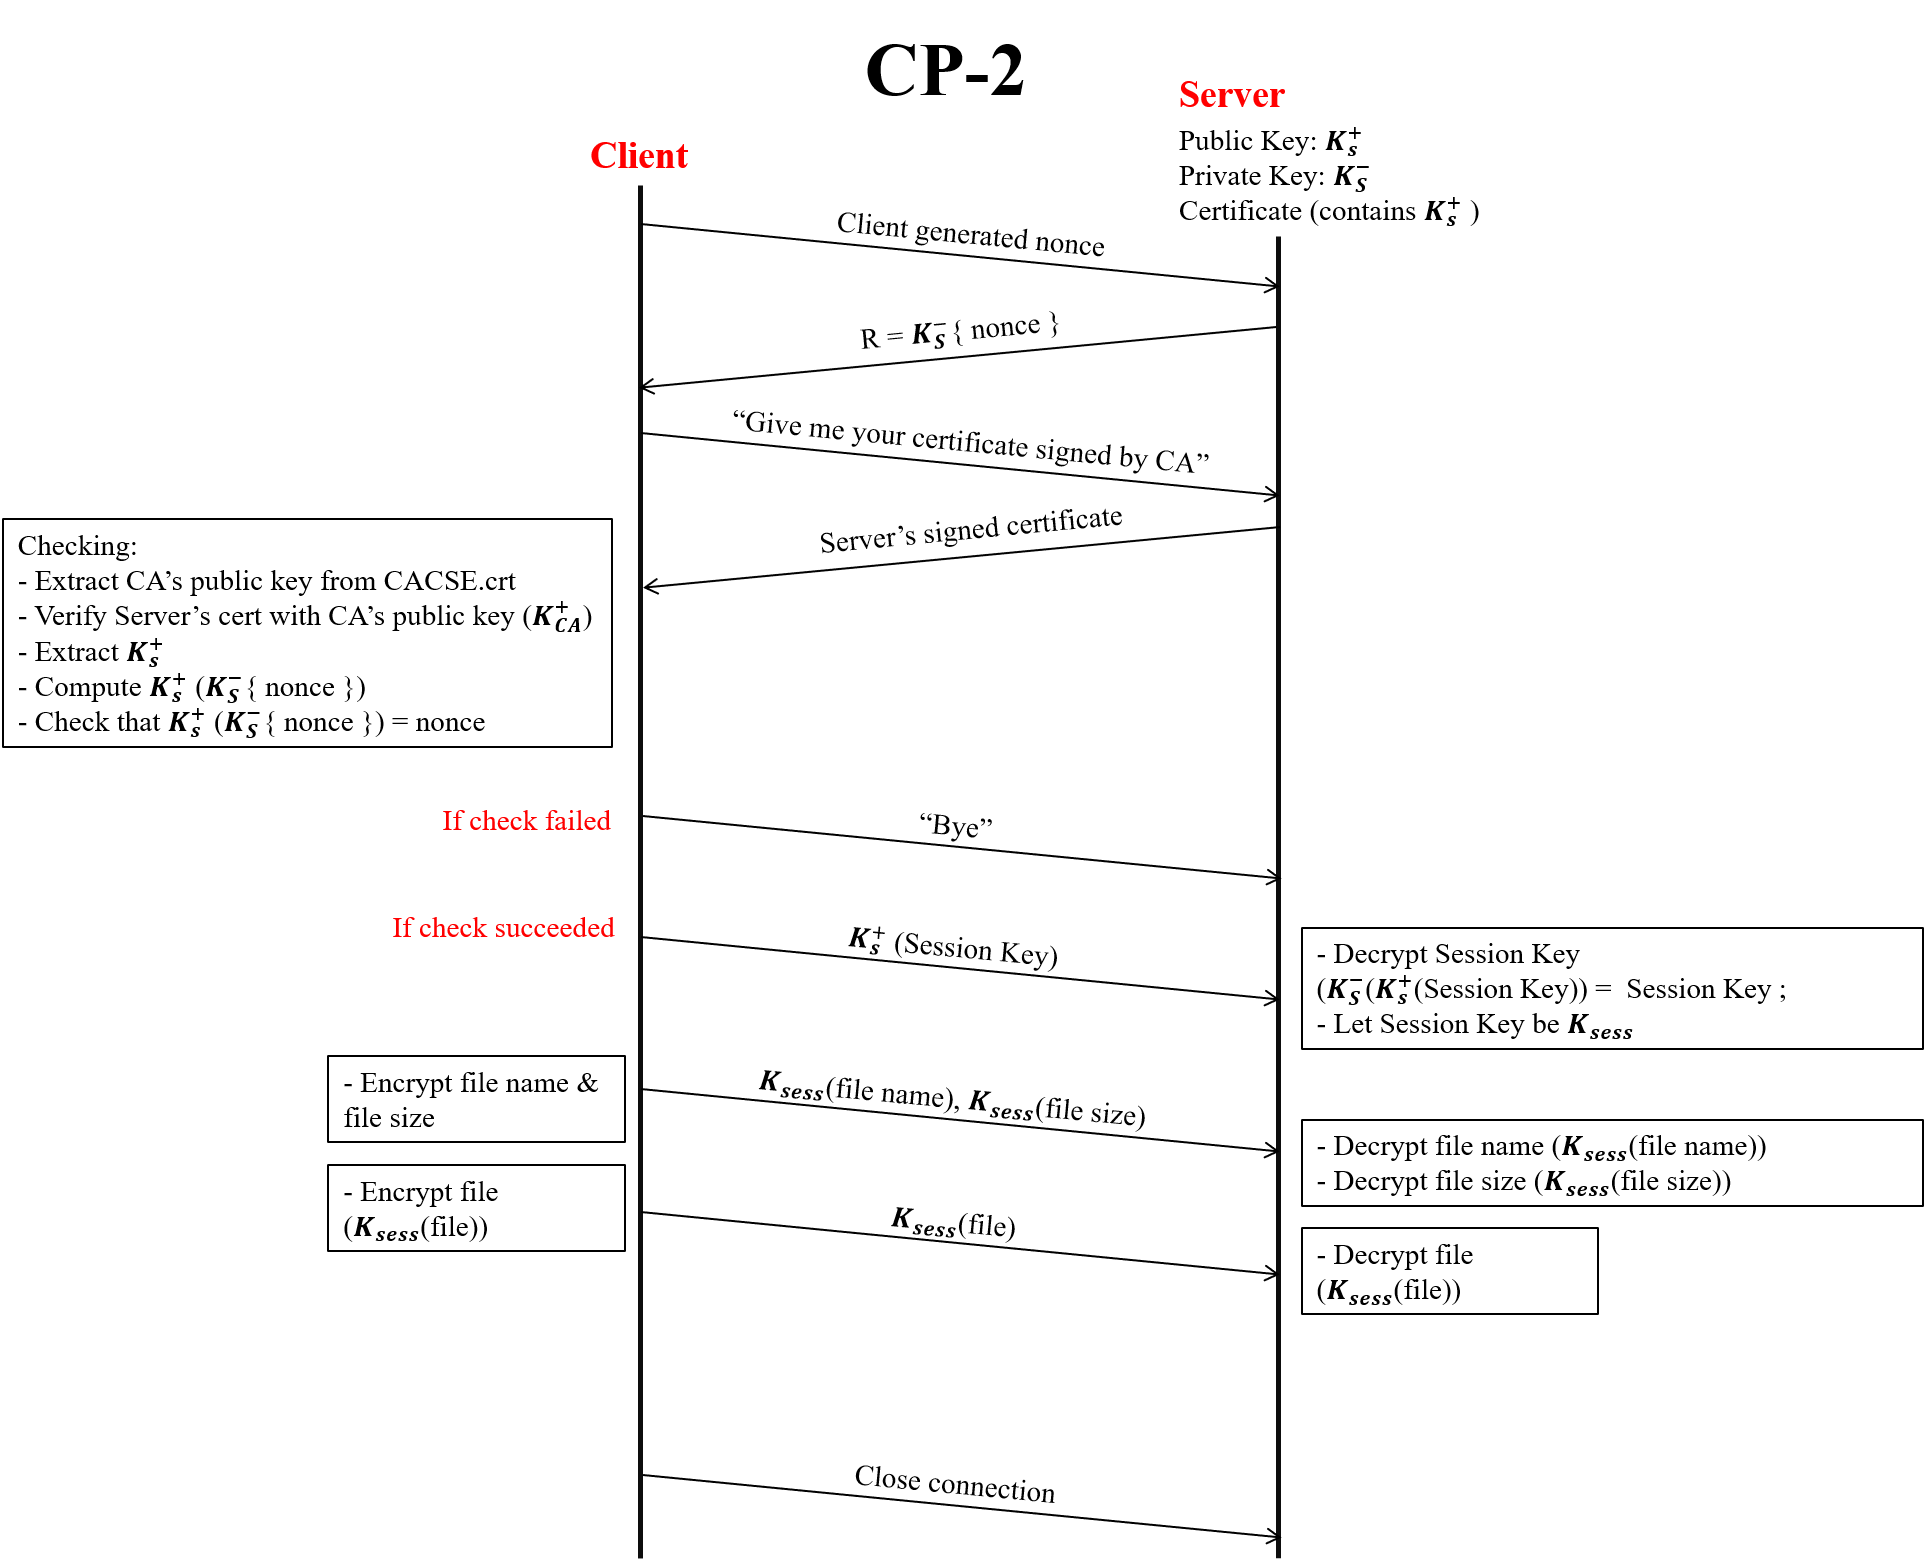 CP-2
Server
Public Key: K_s^+
Private Key: K_S^-
Certificate (contains K_s^+ )
Client
Client generated nonce
R = K_S^- { nonce }
“Give me your certificate signed by CA”
Server’s signed certificate
Checking:
- Extract CA’s public key from CACSE.crt
- Verify Server’s cert with CA’s public key (K_CA^+)
- Extract K_s^+
- Compute K_s^+ (K_S^- { nonce })
- Check that K_s^+ (K_S^- { nonce }) = nonce
If check failed
“Bye”
If check succeeded
K_s^+ (Session Key)
- Decrypt Session Key
(K_S^-(K_s^+(Session Key)) = Session Key ;
- Let Session Key be K_sess
- Encrypt file name &
file size
K_sess(file name), K_sess(file size)
- Decrypt file name (K_sess(file name))
- Decrypt file size (K_sess(file size))
- Encrypt file
(K_sess(file))
K_sess(file)
- Decrypt file
(K_sess(file))
Close connection